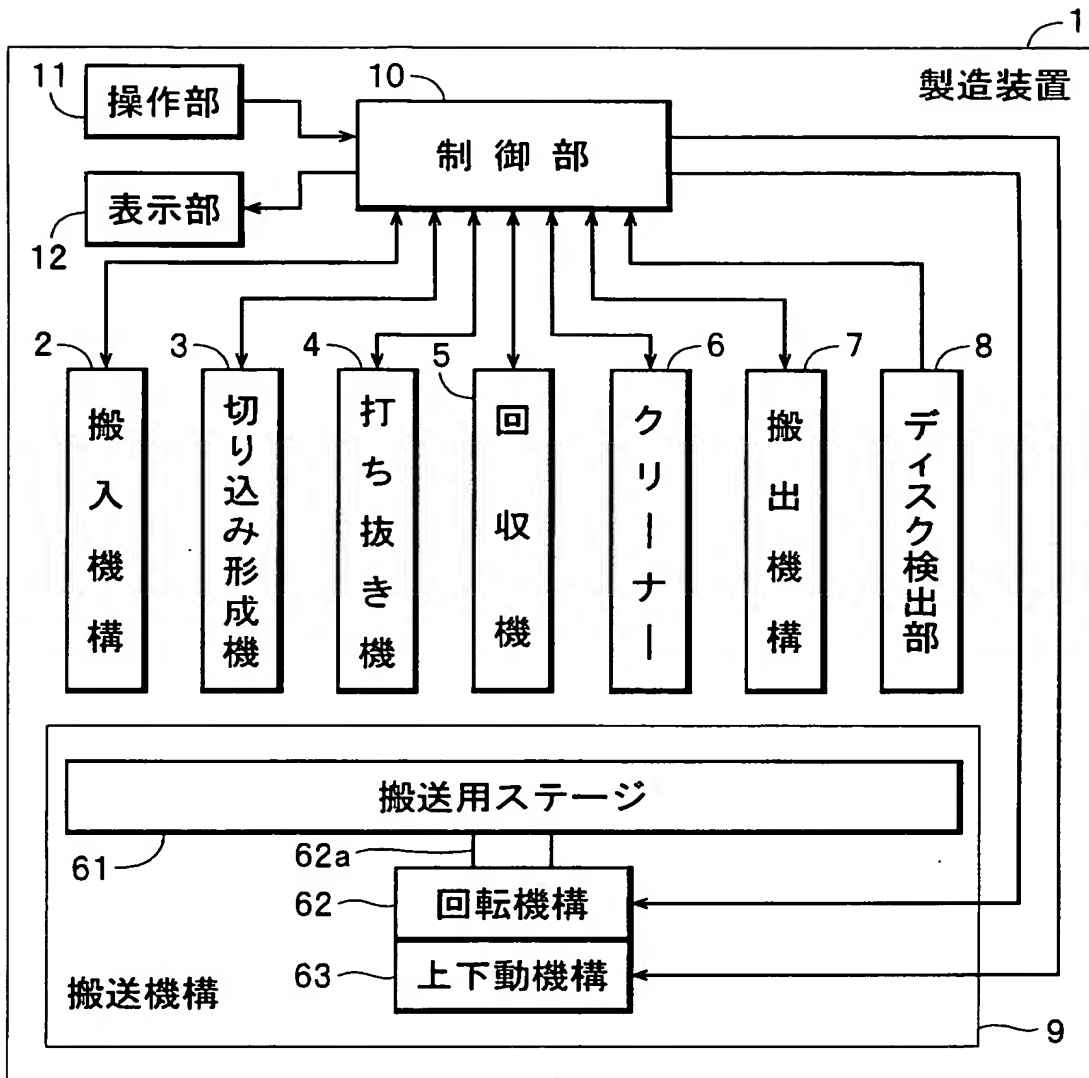 1
製造装置
11
操作部
10
制御部
表示部
12
2
3
4
5
6
7
8
搬入機構
切り込み形成機
打ち抜き機
回収機
クリーナー
搬出機構
ディスク検出部
搬送用ステージ
61
62a
62
回転機構
63
上下動機構
搬送機構
9